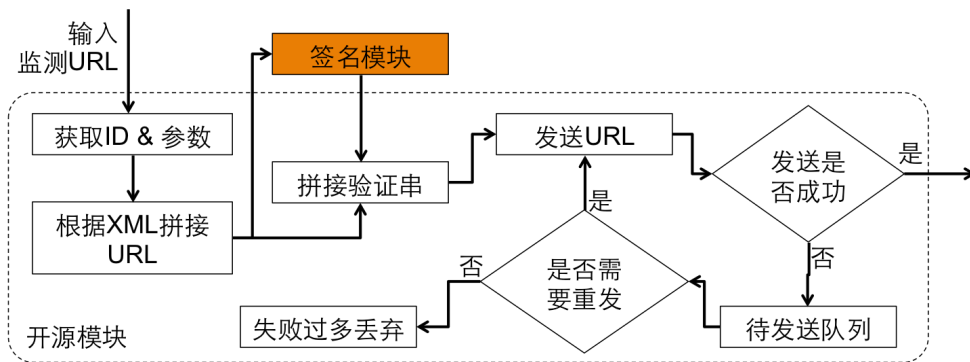 输入
监测URL
签名模块
获取ID & 参数
发送URL
发送是
否成功
是
拼接验证串
根据XML拼接
URL
是
否
是否需
要重发
否
失败过多丢弃
待发送队列
开源模块